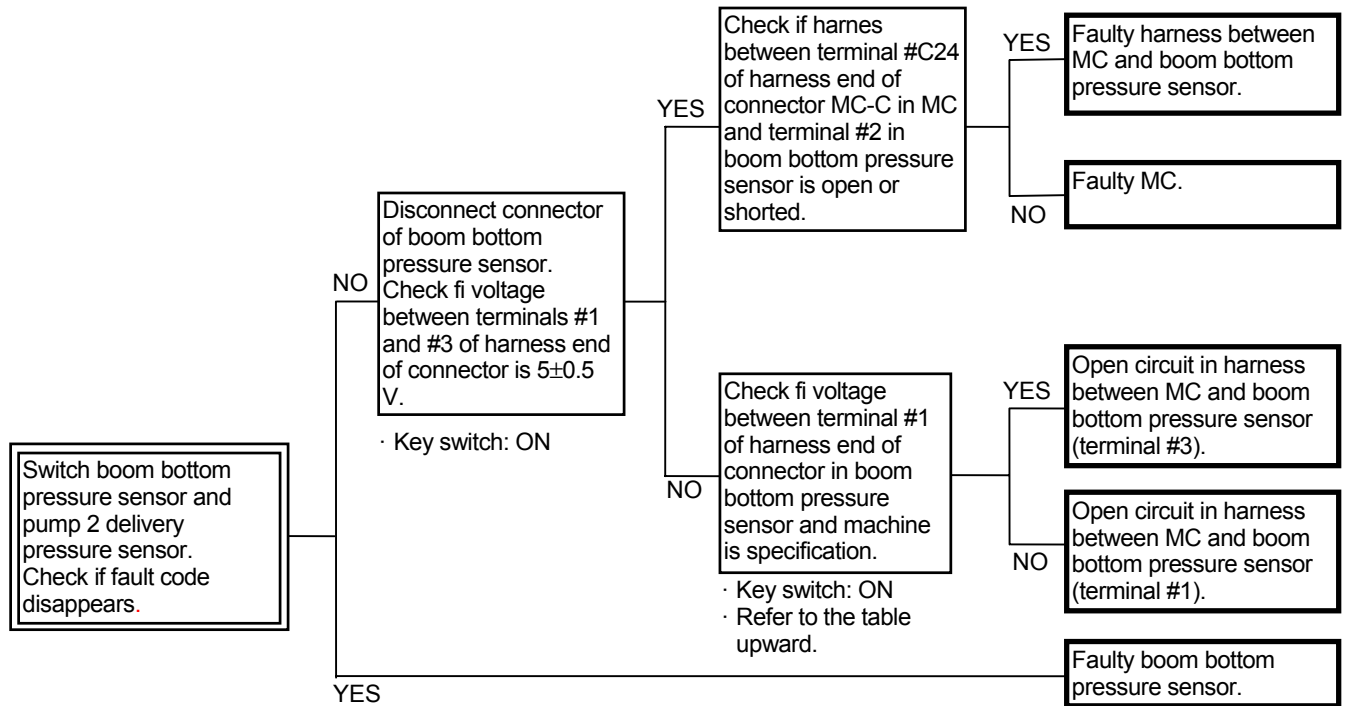 Switch boom bottom
pressure sensor and
pump 2 delivery
pressure sensor.
Check if fault code
disappears.
NO
YES
Disconnect connector
of boom bottom
pressure sensor.
Check fi voltage
between terminals #1
and #3 of harness end
of connector is 5±0.5
V.
· Key switch: ON
YES
NO
Check if harnes
between terminal #C24
of harness end of
connector MC-C in MC
and terminal #2 in
boom bottom pressure
sensor is open or
shorted.
YES
NO
Faulty harness between
MC and boom bottom
pressure sensor.
Faulty MC.
Check fi voltage
between terminal #1
of harness end of
connector in boom
bottom pressure
sensor and machine
is specification.
· Key switch: ON
· Refer to the table
upward.
YES
NO
Open circuit in harness
between MC and boom
bottom pressure sensor
(terminal #3).
Open circuit in harness
between MC and boom
bottom pressure sensor
(terminal #1).
Faulty boom bottom
pressure sensor.